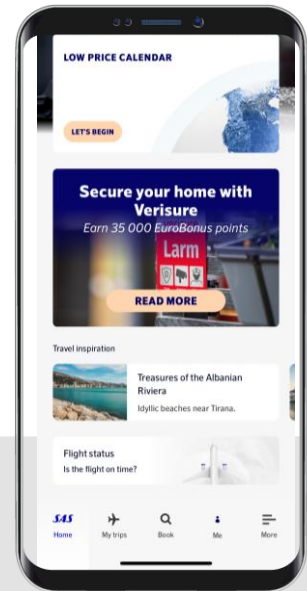 LOW PRICE CALENDAR
LET'S BEGIN
Secure your home with
Verisure
Earn 35 000 EuroBonus points
Larm
READ MORE
Travel inspiration
Treasures of the Albanian
Riviera
Idyllic beaches near Tirana.
Flight status
Is the flight on time?
SAS
Home
My trips
Book
Me
More